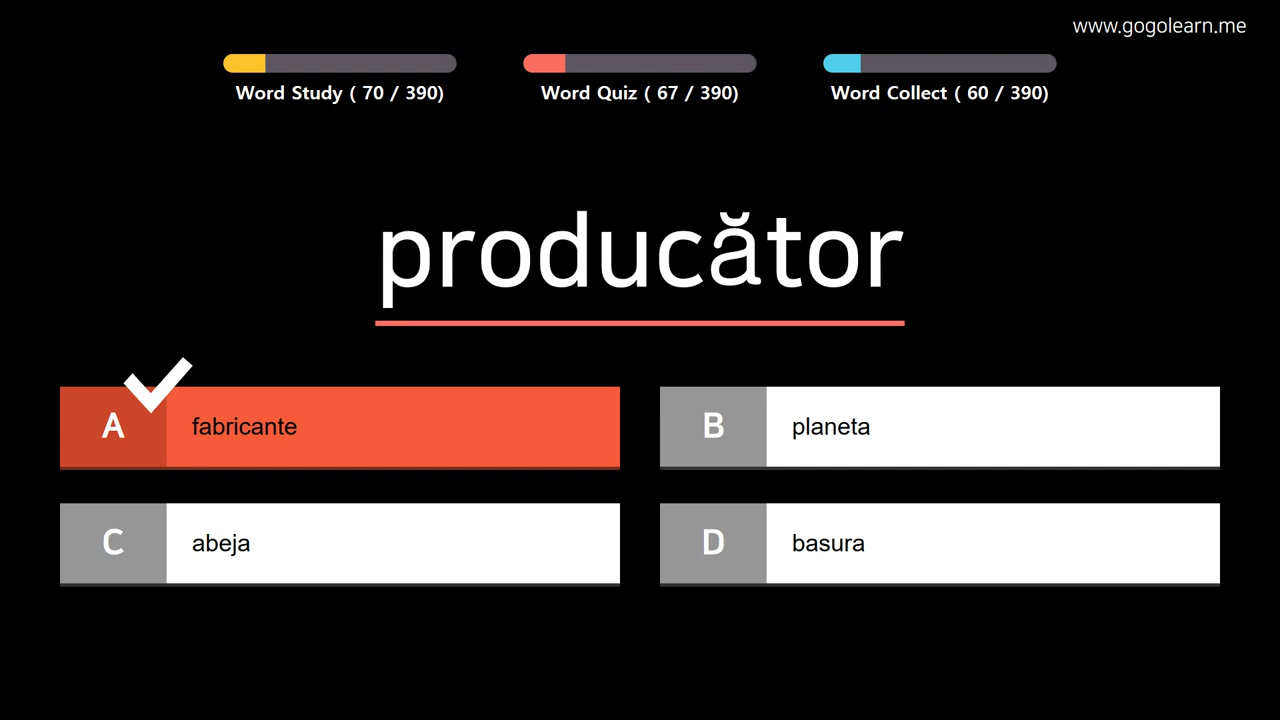 www.gogolearn.me
Word Study ( 70 / 390)
Word Quiz ( 67 / 390)
Word Collect ( 60 / 390)
producător
A fabricante
B planeta
C abeja
D basura